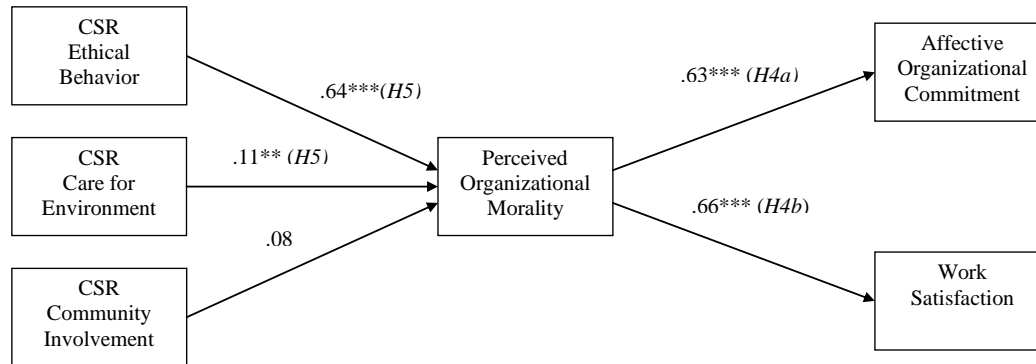 CSR
Ethical
Behavior
.64***(H5)
CSR
Care for
Environment
.11** (H5)
CSR
Community
Involvement
.08
Perceived
Organizational
Morality
.63*** (H4a)
.66*** (H4b)
Affective
Organizational
Commitment
Work
Satisfaction